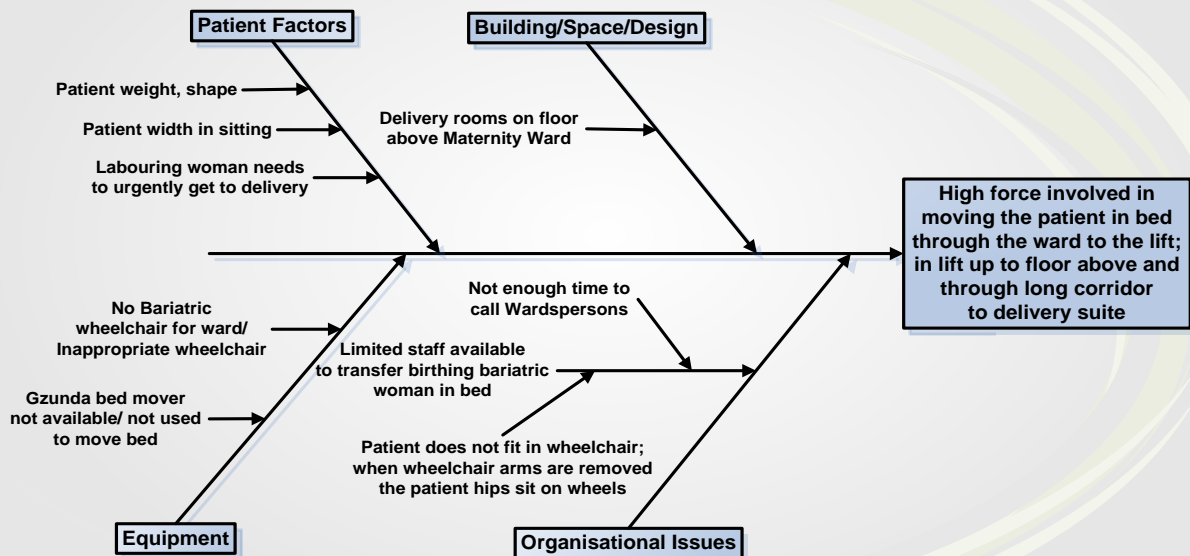 Patient Factors
Building/Space/Design
Patient weight, shape
Patient width in sitting
Labouring woman needs
to urgently get to delivery
Delivery rooms on floor
above Maternity Ward
High force involved in
moving the patient in bed
through the ward to the lift;
in lift up to floor above and
through long corridor
to delivery suite
No Bariatric
wheelchair for ward/
Inappropriate wheelchair
Gzunda bed mover
not available/ not used
to move bed
Not enough time to
call Wardspersons
Limited staff available
to transfer birthing bariatric
woman in bed
Patient does not fit in wheelchair;
when wheelchair arms are removed
the patient hips sit on wheels
Equipment
Organisational Issues